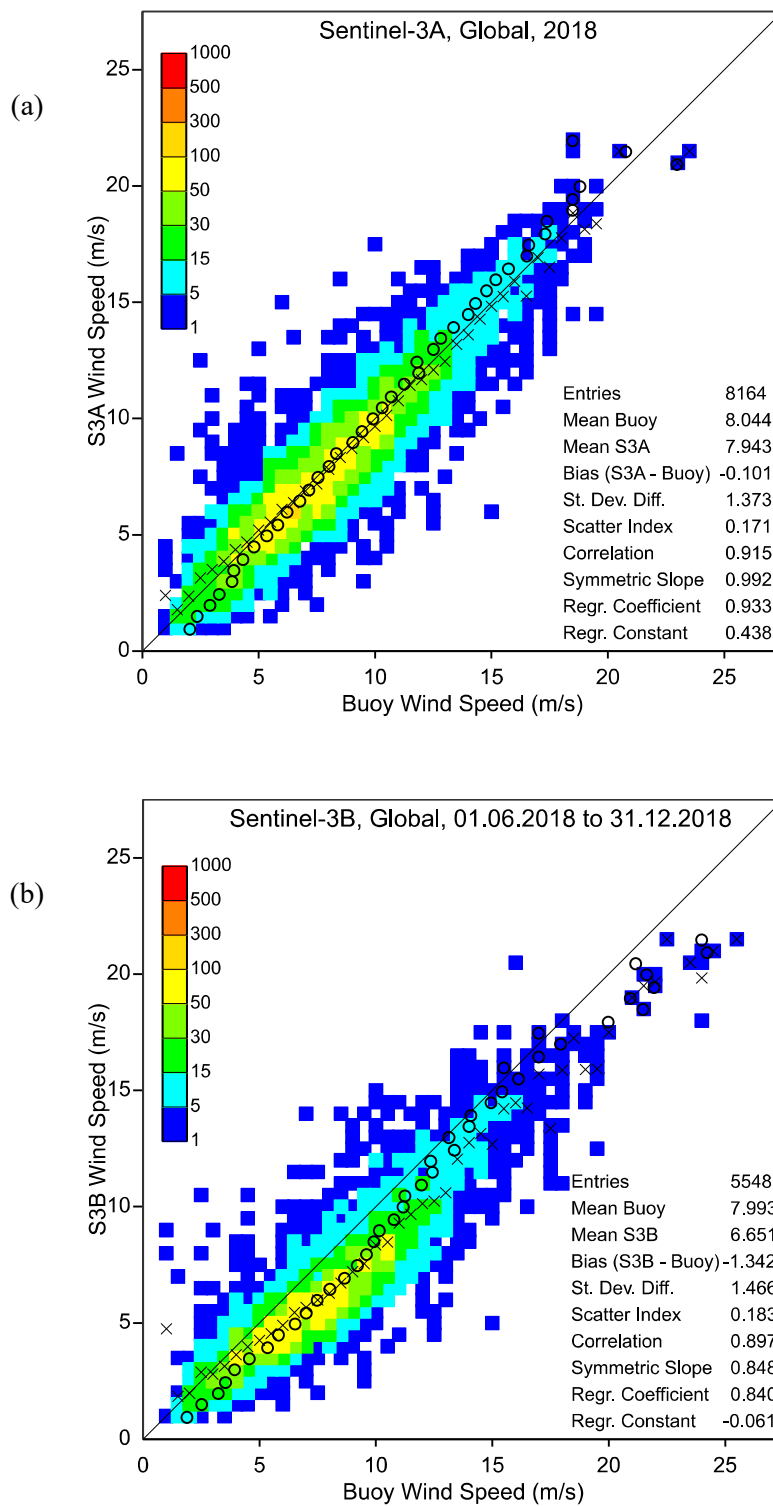 (a)
Sentinel-3A, Global, 2018
1000
500
300
100
50
30
15
5
1
25
20
15
10
5
0
S3A Wind Speed (m/s)
Entries 8164
Mean Buoy 8.044
Mean S3A 7.943
Bias (S3A - Buoy) -0.101
St. Dev. Diff. 1.373
Scatter Index 0.171
Correlation 0.915
Symmetric Slope 0.992
Regr. Coefficient 0.933
Regr. Constant 0.438
0 5 10 15 20 25
Buoy Wind Speed (m/s)
(b)
Sentinel-3B, Global, 01.06.2018 to 31.12.2018
1000
500
300
100
50
30
15
5
1
25
20
15
10
5
0
S3B Wind Speed (m/s)
Entries 5548
Mean Buoy 7.993
Mean S3B 6.651
Bias (S3B - Buoy) -1.342
St. Dev. Diff. 1.466
Scatter Index 0.183
Correlation 0.897
Symmetric Slope 0.848
Regr. Coefficient 0.840
Regr. Constant -0.061
0 5 10 15 20 25
Buoy Wind Speed (m/s)